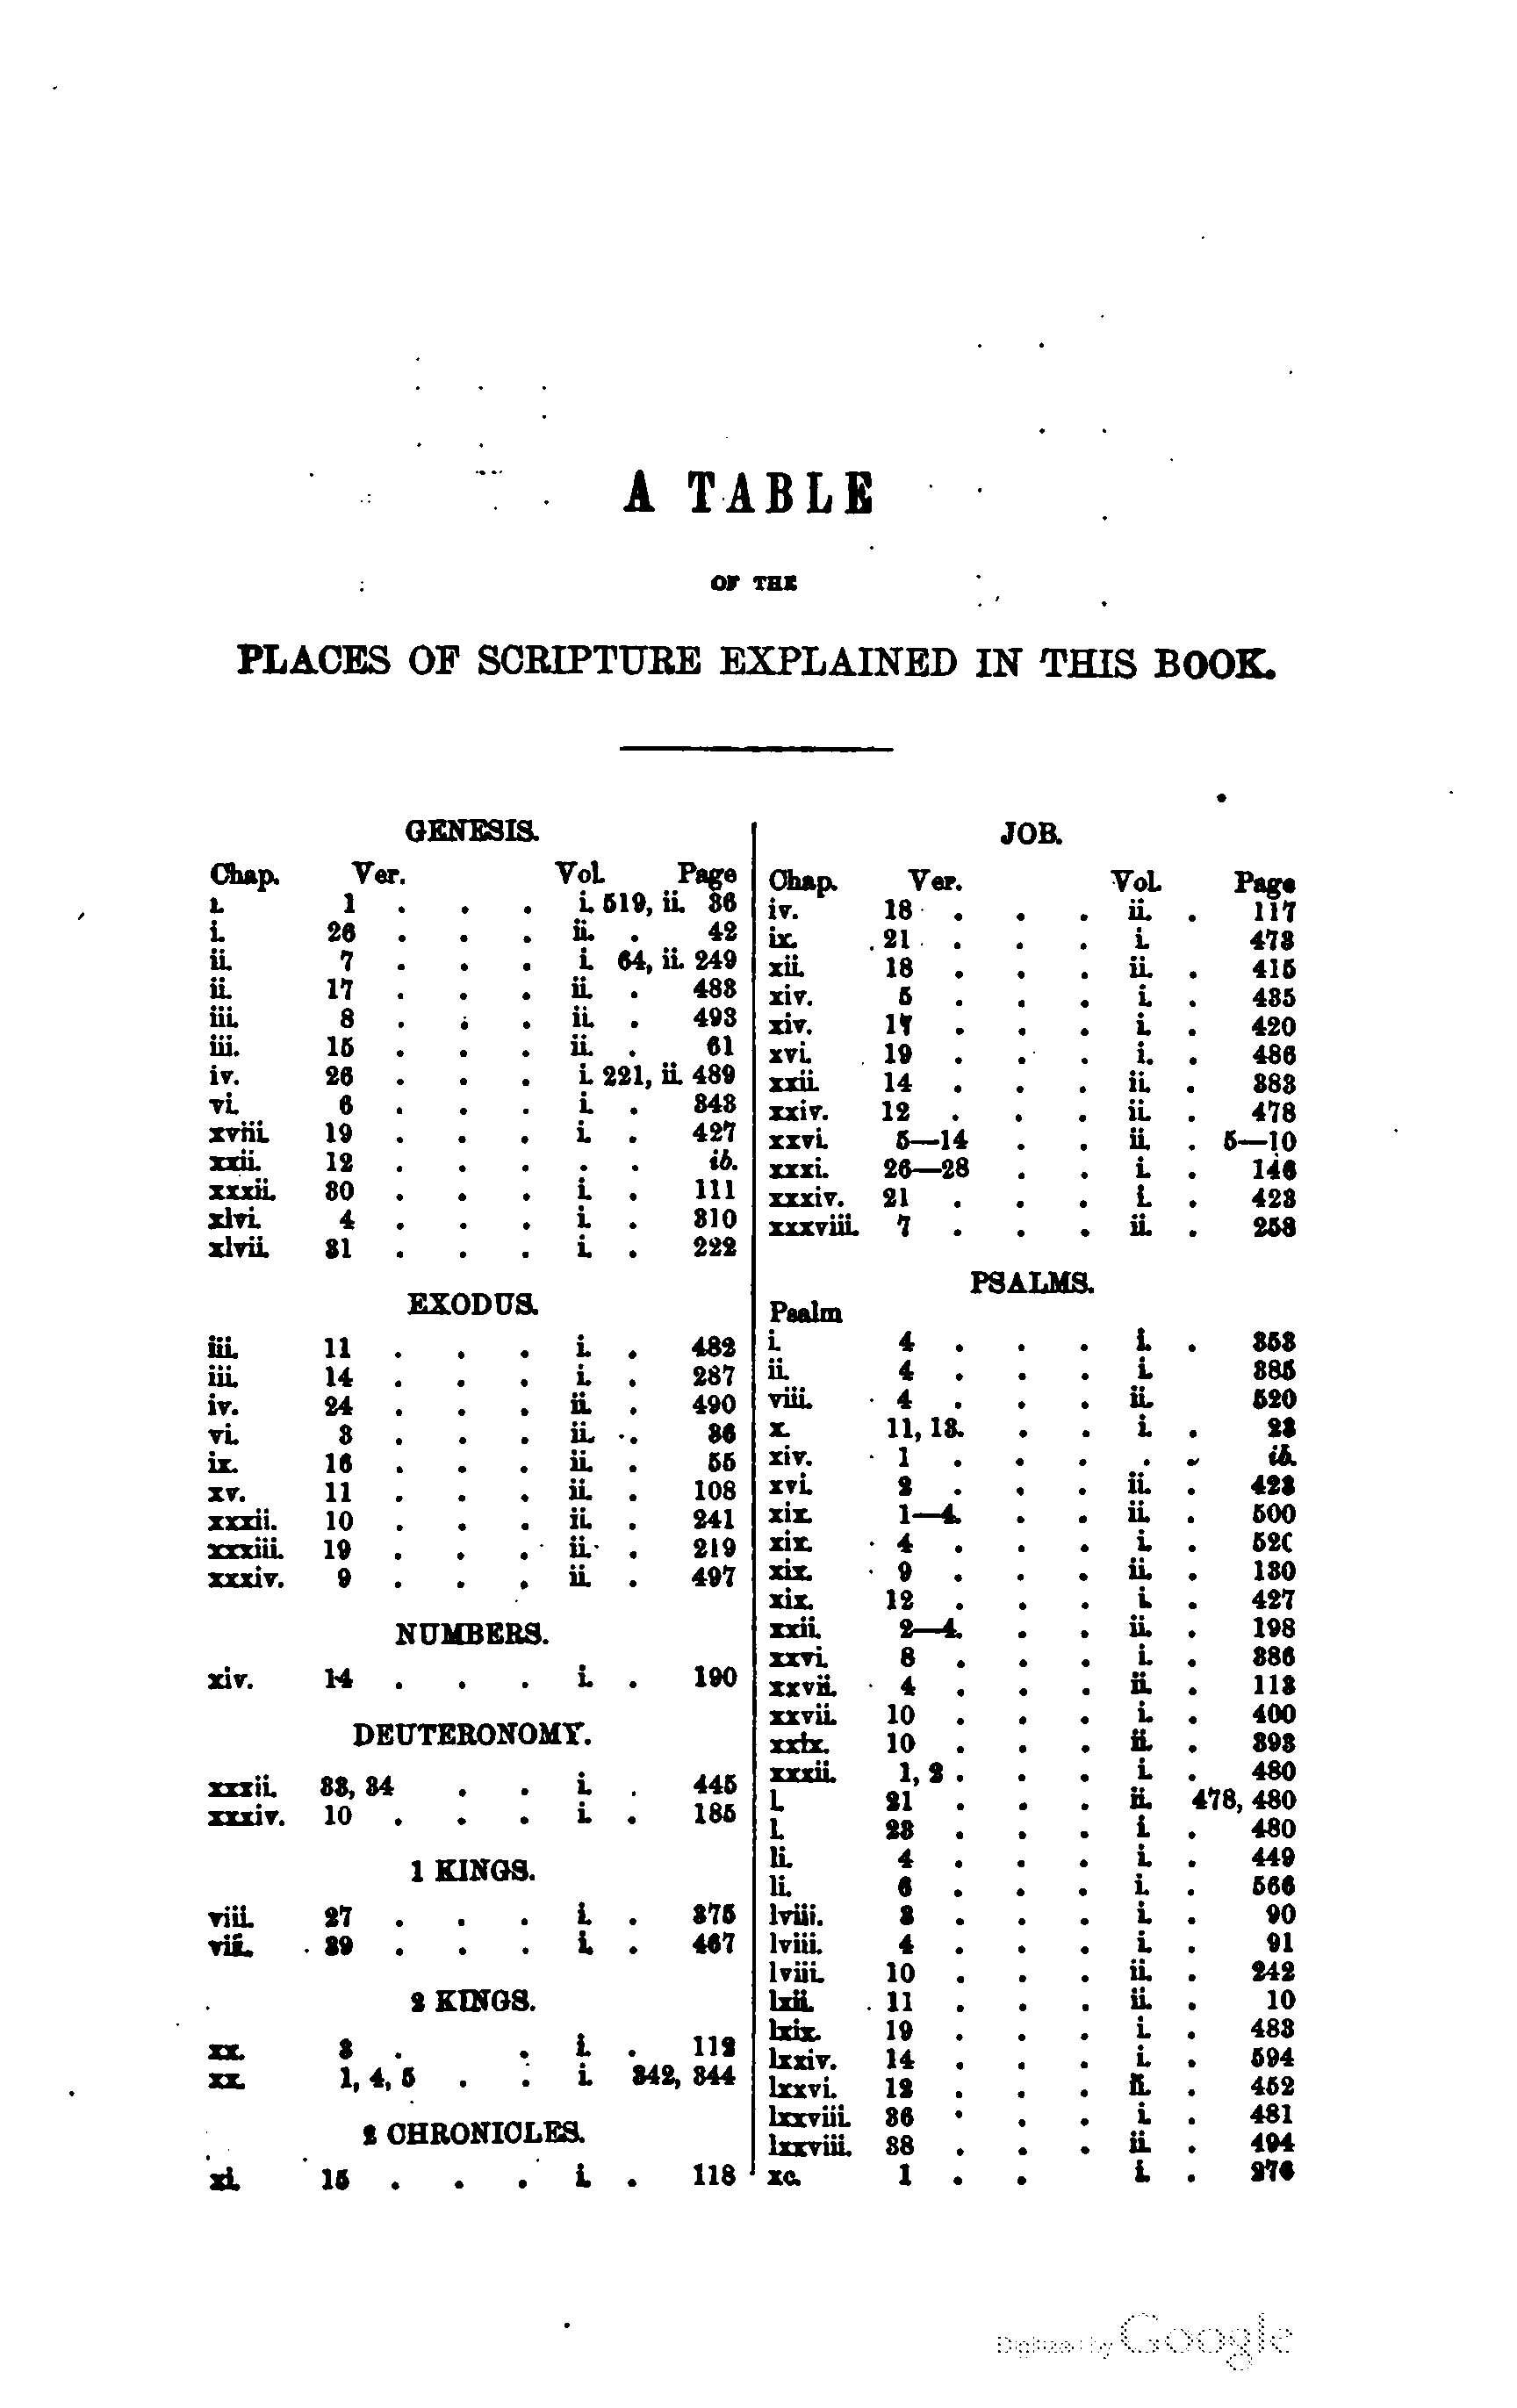 A TABLE
OF THE
PLACES OF SCRIPTURE EXPLAINED IN THIS BOOK.
GENESIS.
Chap. Ver. Vol. Page
i. 1 . . . i. 519, ii. 36
i. 26 . . . ii. . 42
ii. 7 . . . i. 64, ii. 249
ii. 17 . . . ii. . 483
iii. 8 . . . ii. . 493
iii. 15 . . . ii. . 61
iv. 26 . . . i. 221, ii. 489
vi. 6 . . . i. . 343
xviii. 19 . . . i. . 427
xxii. 12 . . . . . ib.
xxxii. 30 . . . i. . 111
xlvi. 4 . . . i. . 310
xlvii. 31 . . . i. . 222
EXODUS.
iii. 11 . . . i. . 482
iii. 14 . . . i. . 287
iv. 24 . . . ii. . 490
vi. 3 . . . ii. . 36
ix. 16 . . . ii. . 55
xv. 11 . . . ii. . 108
xxxii. 10 . . . ii. . 241
xxxiii. 19 . . . ii. . 219
xxxiv. 9 . . . ii. . 497
NUMBERS.
xiv. 14 . . . i. . 190
DEUTERONOMY.
xxxii. 33, 34 . . i. . 445
xxxiv. 10 . . . i. . 185
1 KINGS.
viii. 27 . . . i. . 375
viii. 39 . . . i. . 467
2 KINGS.
xx. 3 . . i. . 112
xx. 1, 4, 5 . . i. 342, 344
2 CHRONICLES.
xi. 15 . . . i. . 118
JOB.
Chap. Ver. Vol. Page
iv. 18 . . . ii. . 117
ix. 21 . . . i. 473
xii. 18 . . . ii. . 415
xiv. 5 . . . i. . 435
xiv. 17 . . . i. . 420
xvi. 19 . . . i. . 486
xxii. 14 . . . ii. . 383
xxiv. 12 . . . ii. . 478
xxvi. 5—14 . . ii. . 5—10
xxxi. 26—28 . . i. . 146
xxxiv. 21 . . . i. . 423
xxxviii. 7 . . . ii. . 258
PSALMS.
Psalm
i. 4 . . . i. . 353
ii. 4 . . . i. 385
viii. 4 . . . ii. 520
x. 11, 13. . . i. . 23
xiv. 1 . . . . . ib.
xvi. 2 . . . ii. . 423
xix. 1—4. . . ii. . 500
xix. 4 . . . i. . 52
xix. 9 . . . ii. . 130
xix. 12 . . . i. . 427
xxii. 2—4. . . ii. . 198
xxvi. 8 . . . i. . 386
xxvii. 4 . . . ii. . 113
xxvii. 10 . . . i. . 400
xxix. 10 . . . ii. . 393
xxxii. 1, 2 . . . i. . 480
l. 21 . . . ii. 478, 480
l. 23 . . . i. . 480
li. 4 . . . i. . 449
li. 6 . . . i. . 566
lviii. 3 . . . i. . 90
lviii. 4 . . . i. . 91
lviii. 10 . . . ii. . 242
lxii. 11 . . . ii. . 10
lxix. 19 . . . i. . 483
lxxiv. 14 . . . i. . 594
lxxvi. 12 . . . ii. . 452
lxxviii. 36 . . . i. . 481
lxxviii. 38 . . . ii. . 494
xc. 1 . . i. . 276
Digitized by Google